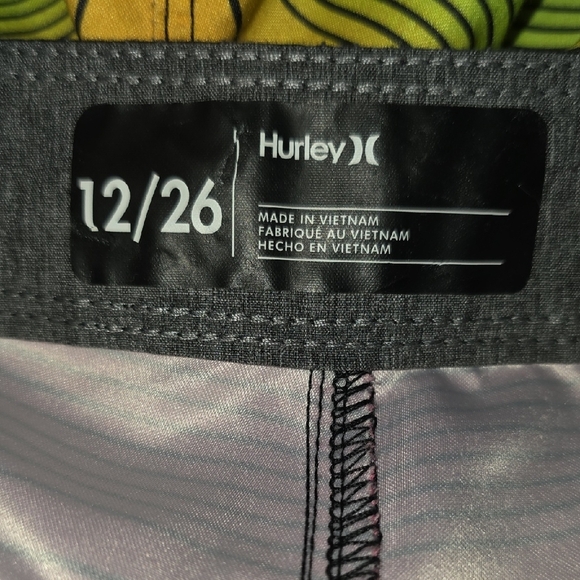 12/26
Hurley
MADE IN VIETNAM
FABRIQUÉ AU VIETNAM
HECHO EN VIETNAM